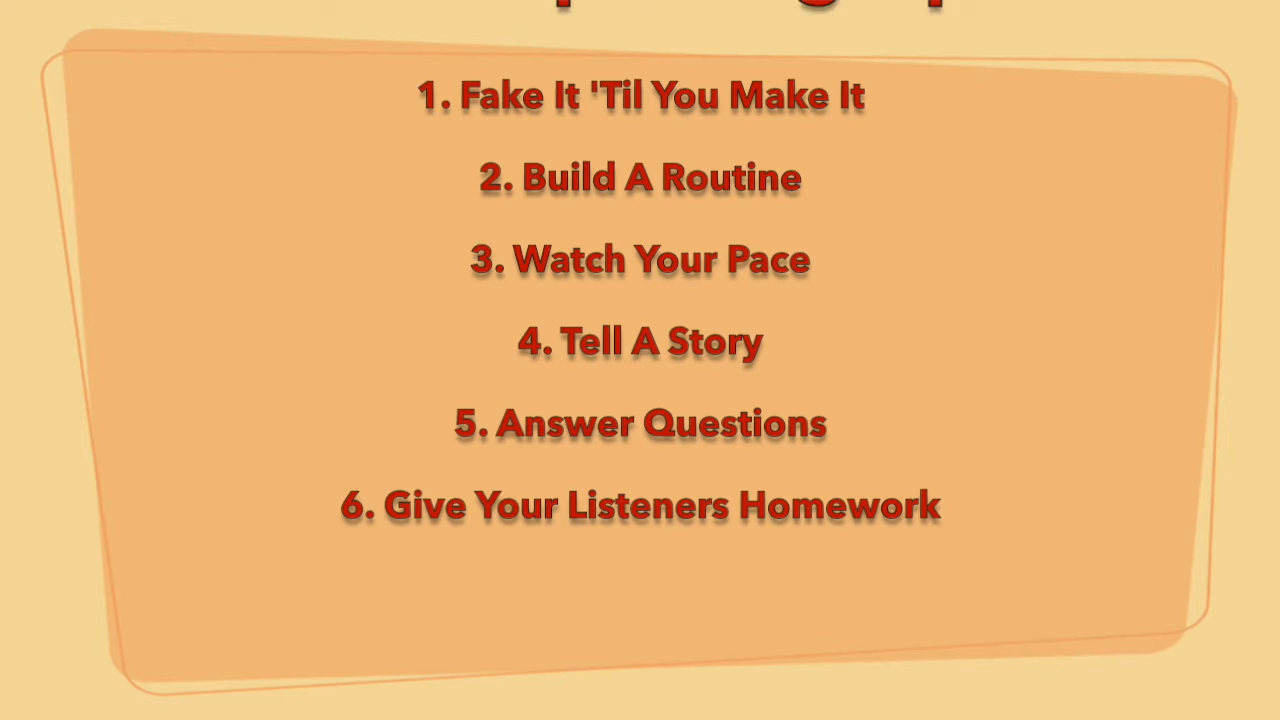 1. Fake It 'Til You Make It
2. Build A Routine
3. Watch Your Pace
4. Tell A Story
5. Answer Questions
6. Give Your Listeners Homework